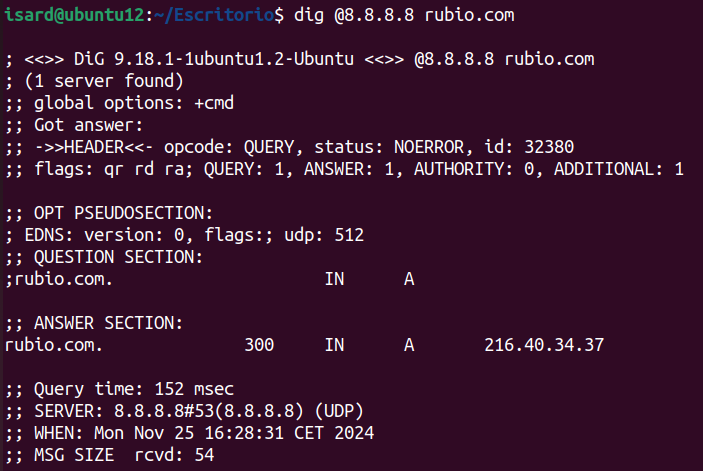 isard@ubuntu12:~/Escritorio$ dig @8.8.8.8 rubio.com
; <<>> DiG 9.18.1-1ubuntu1.2-Ubuntu <<>> @8.8.8.8 rubio.com
; (1 server found)
;; global options: +cmd
;; Got answer:
;; ->>HEADER<<- opcode: QUERY, status: NOERROR, id: 32380
;; flags: qr rd ra; QUERY: 1, ANSWER: 1, AUTHORITY: 0, ADDITIONAL: 1
;; OPT PSEUDOSECTION:
; EDNS: version: 0, flags:; udp: 512
;; QUESTION SECTION:
;rubio.com. IN A
;; ANSWER SECTION:
rubio.com. 300 IN A 216.40.34.37
;; Query time: 152 msec
;; SERVER: 8.8.8.8#53(8.8.8.8) (UDP)
;; WHEN: Mon Nov 25 16:28:31 CET 2024
;; MSG SIZE  rcvd: 54